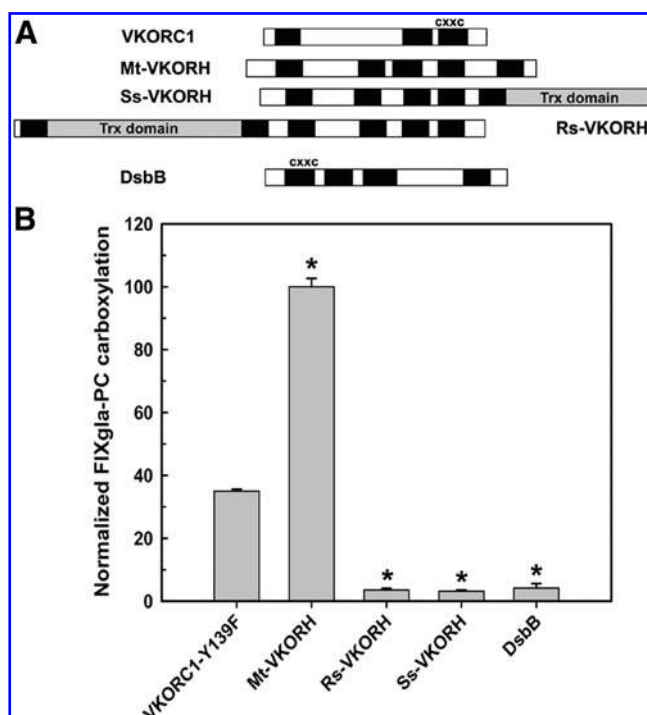 A
cxxc
VKORC1
Mt-VKORH
Ss-VKORH
Trx domain
Trx domain
Rs-VKORH
cxxc
DsbB
B
Normalized FIXgla-PC carboxylation
120
100
80
60
40
20
0
*
*
*
*
VKORC1-Y139F
Mt-VKORH
Rs-VKORH
Ss-VKORH
DsbB